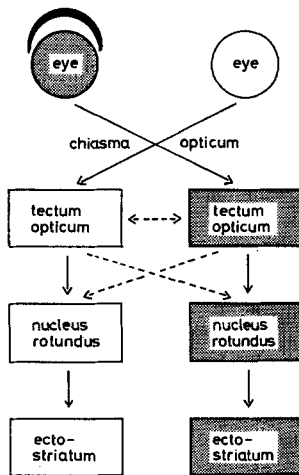 eye eye
chiasma opticum
tectum tectum
opticum opticum
nucleus nucleus
rotundus rotundus
ecto- ecto-
striatum striatum